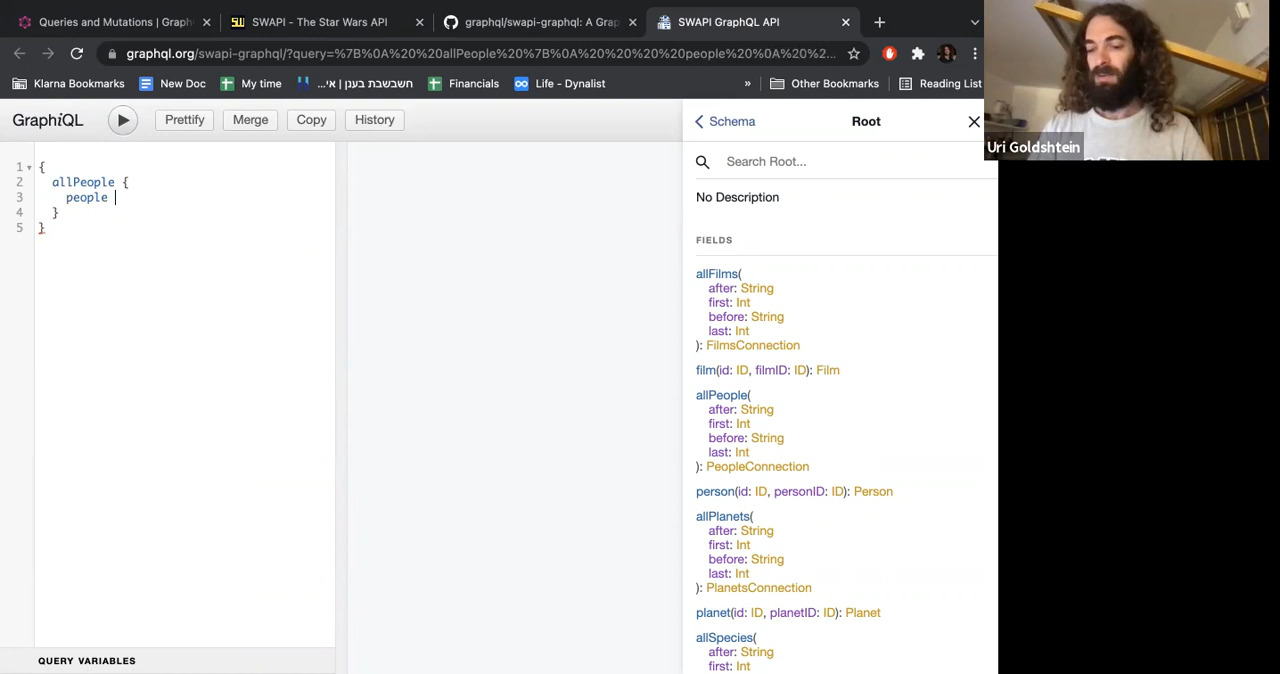 Queries and Mutations | Graph
SWAPI - The Star Wars API
graphql/swapi-graphql: A Grap
SWAPI GraphQL API
graphql.org/swapi-graphql/?query=%7B%0A%20%20allPeople%20%7B%0A%20%20%20%20people%20%0A%20%2...
Klarna Bookmarks
New Doc
My time
חשבשבת בענן | אי...
Financials
Life - Dynalist
»
Other Bookmarks
Reading List
Uri Goldshtein
GraphiQL
Prettify
Merge
Copy
History
1 {
2 allPeople {
3 people
4 }
5 }
QUERY VARIABLES
Schema
Root
Search Root...
No Description
FIELDS
allFilms(
after: String
first: Int
before: String
last: Int
): FilmsConnection
film(id: ID, filmID: ID): Film
allPeople(
after: String
first: Int
before: String
last: Int
): PeopleConnection
person(id: ID, personID: ID): Person
allPlanets(
after: String
first: Int
before: String
last: Int
): PlanetsConnection
planet(id: ID, planetID: ID): Planet
allSpecies(
after: String
first: Int